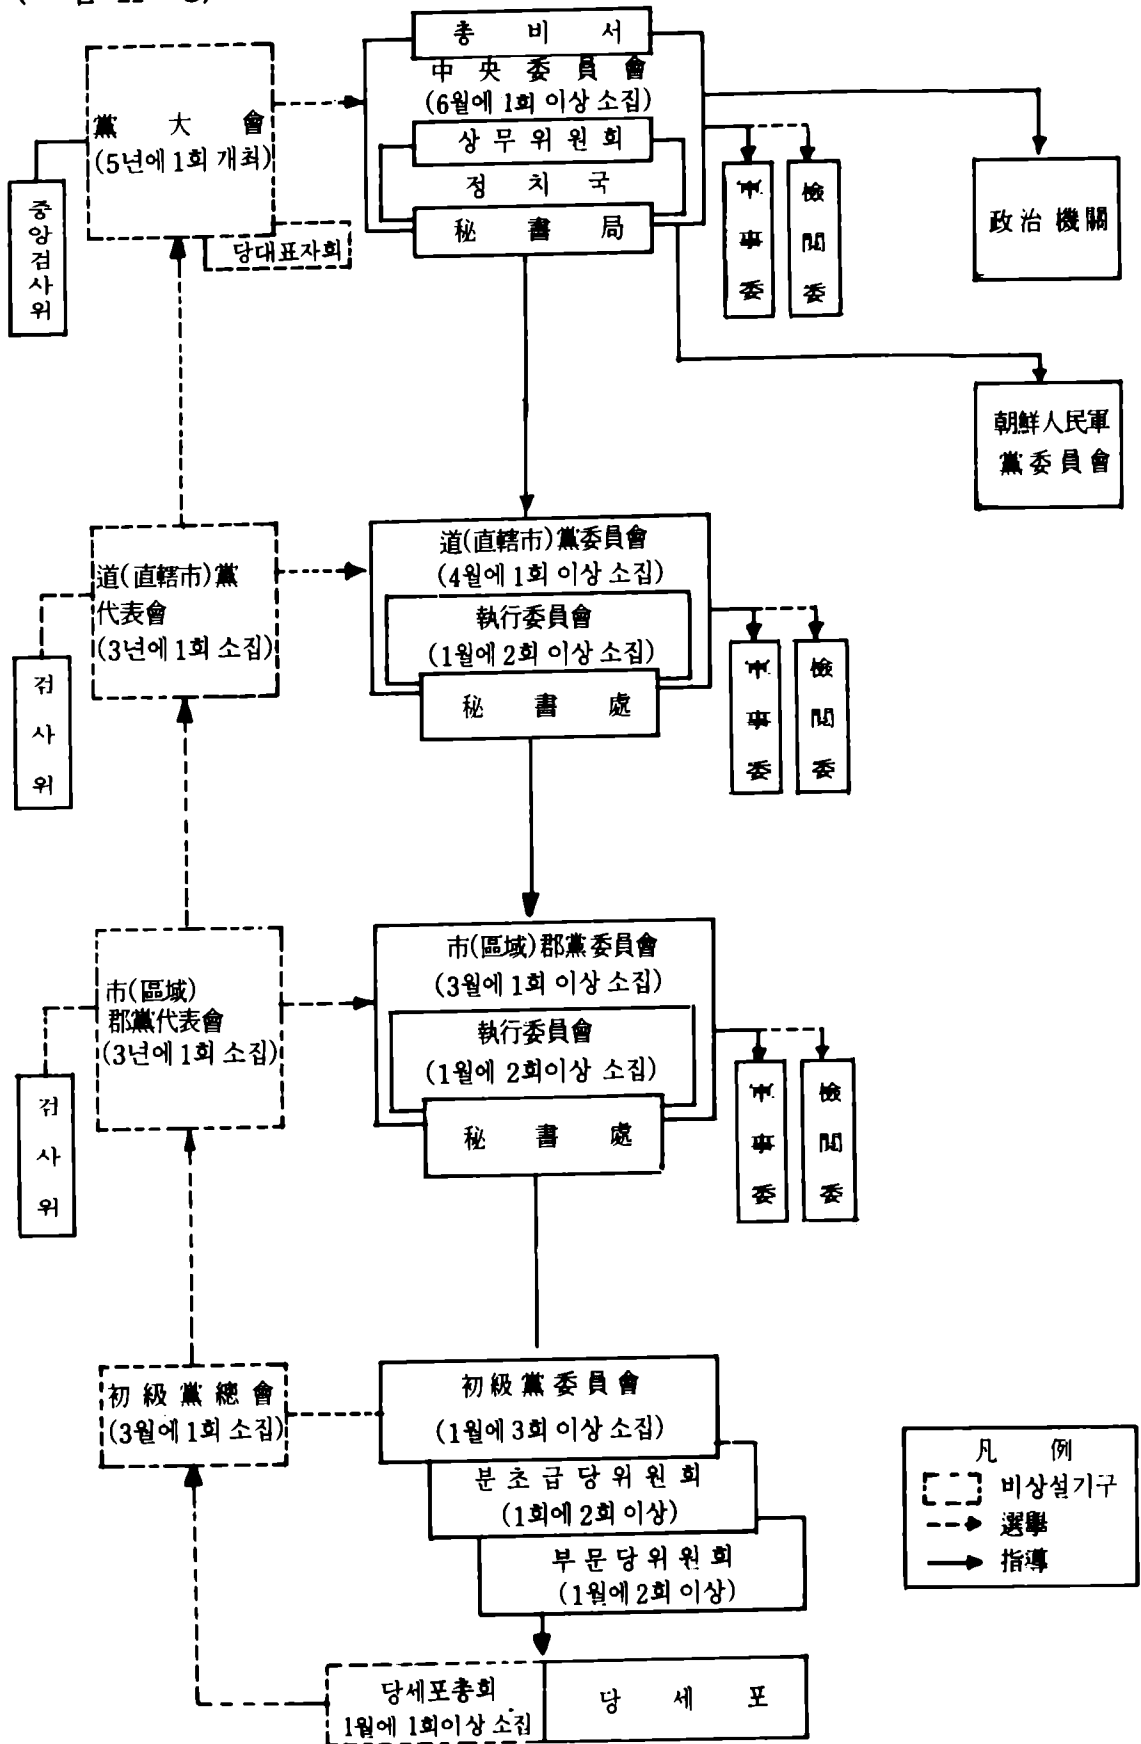 총 비 서
中 央 委 員 會
(6월에 1회 이상 소집)
상 무 위 원 회
정 치 국
秘 書 局
黨 大 會
(5년에 1회 개최)
당대표자회
중앙검사위
軍事委
檢閱委
政治機關
朝鮮人民軍
黨委員會
道(直轄市)黨
代表會
(3년에 1회 소집)
검사위
道(直轄市)黨委員會
(4월에 1회 이상 소집)
執行委員會
(1월에 2회 이상 소집)
秘 書 處
軍事委
檢閱委
市(區域)
郡黨代表會
(3년에 1회 소집)
검사위
市(區域)郡黨委員會
(3월에 1회 이상 소집)
執行委員會
(1월에 2회이상 소집)
秘 書 處
軍事委
檢閱委
初級黨總會
(3월에 1회 소집)
初級黨委員會
(1월에 3회 이상 소집)
분초급당위원회
(1회에 2회 이상)
부문당위원회
(1월에 2회 이상)
당세포총회
1월에 1회이상 소집
당 세 포
凡 例
비상설기구
選擧
指導